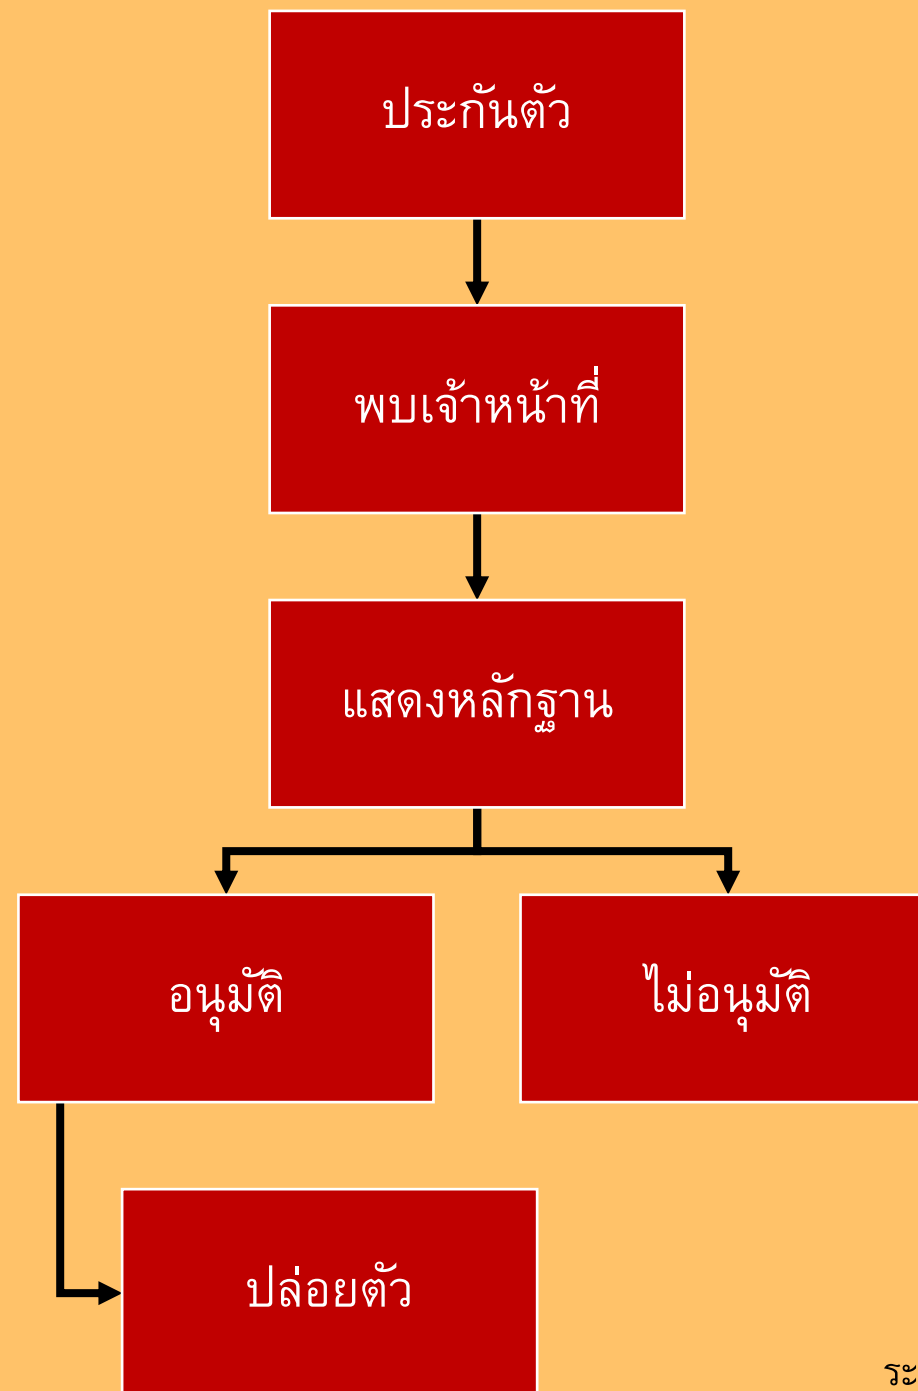 ประกันตัว
พบเจ้าหน้าที่
แสดงหลักฐาน
อนุมัติ
ไม่อนุมัติ
ปล่อยตัว